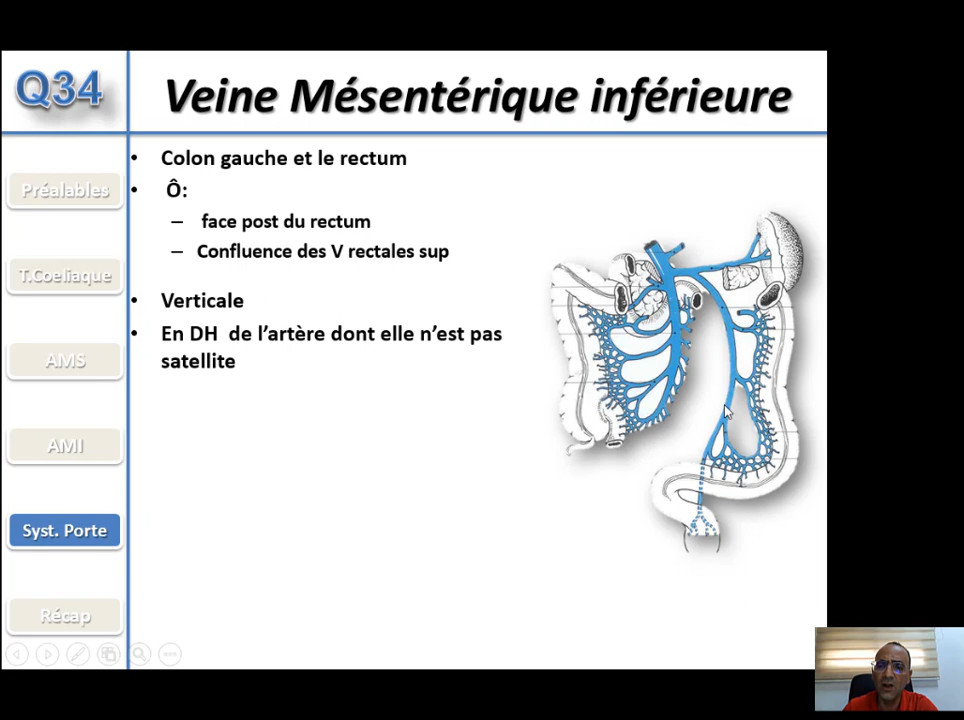 Q34
Veine Mésentérique inférieure
Préalables
T.Coeliaque
AMS
AMI
Syst. Porte
Récap
• Colon gauche et le rectum
• Ô:
– face post du rectum
– Confluence des V rectales sup
• Verticale
• En DH de l’artère dont elle n’est pas
satellite